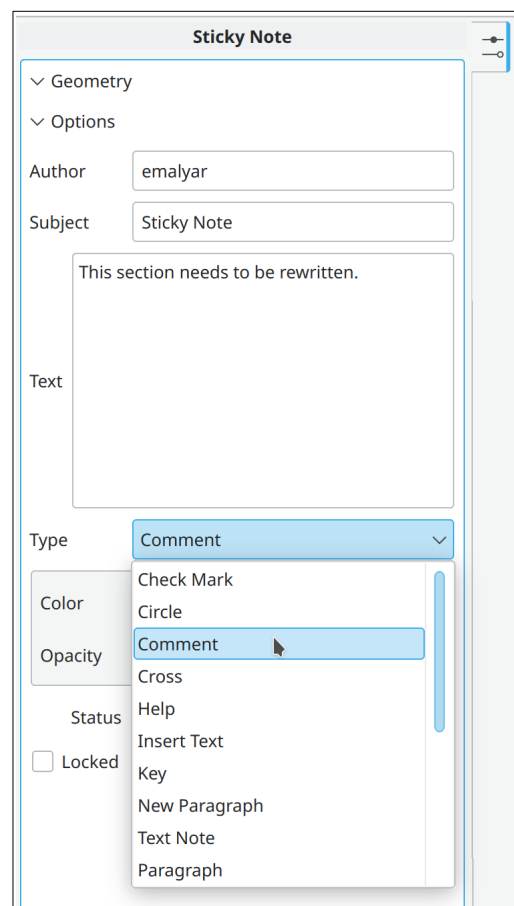 Sticky Note
Geometry
Options
Author emalyar
Subject Sticky Note
Text This section needs to be rewritten.
Type Comment
Color
Opacity
Status
Locked
Check Mark
Circle
Comment
Cross
Help
Insert Text
Key
New Paragraph
Text Note
Paragraph